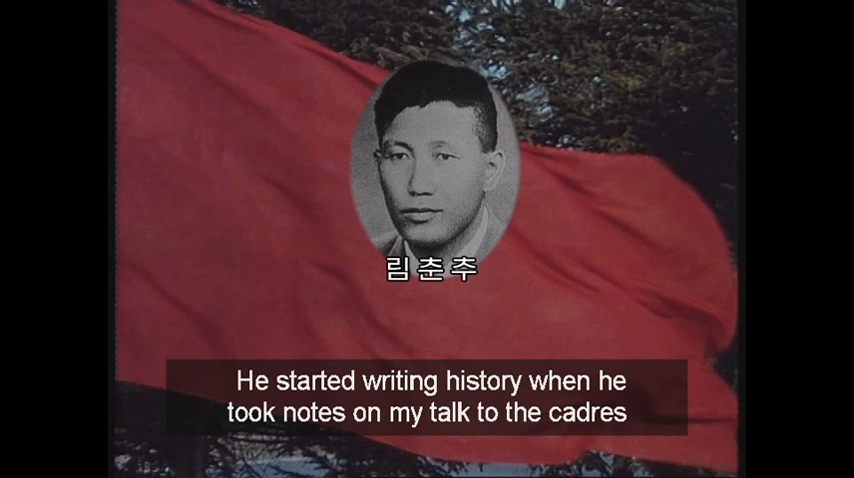 림춘추
He started writing history when he
took notes on my talk to the cadres